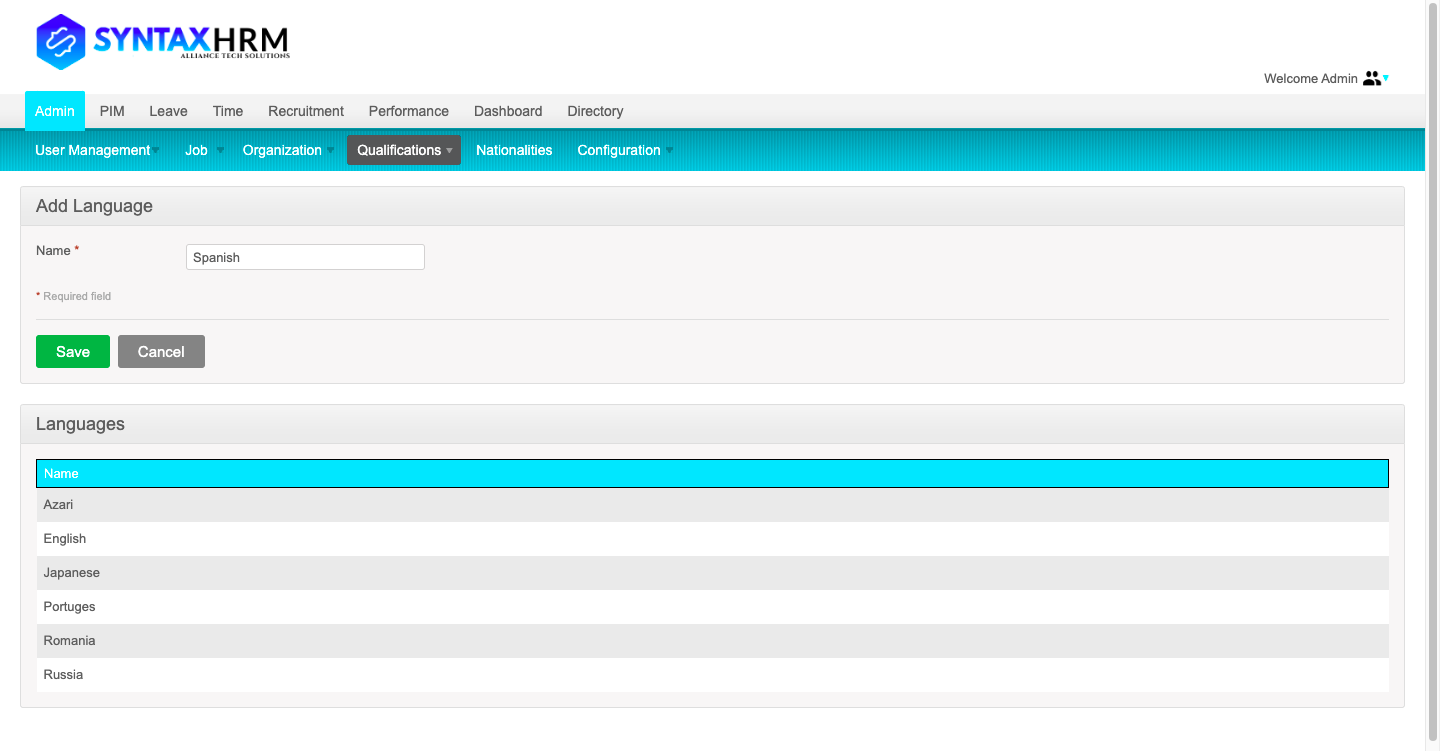 SYNTAXHRM
ALLIANCE TECH SOLUTIONS
Welcome Admin
Admin PIM Leave Time Recruitment Performance Dashboard Directory
User Management Job Organization Qualifications Nationalities Configuration
Add Language
Name * Spanish
* Required field
Save Cancel
Languages
Name
Azari
English
Japanese
Portuges
Romania
Russia